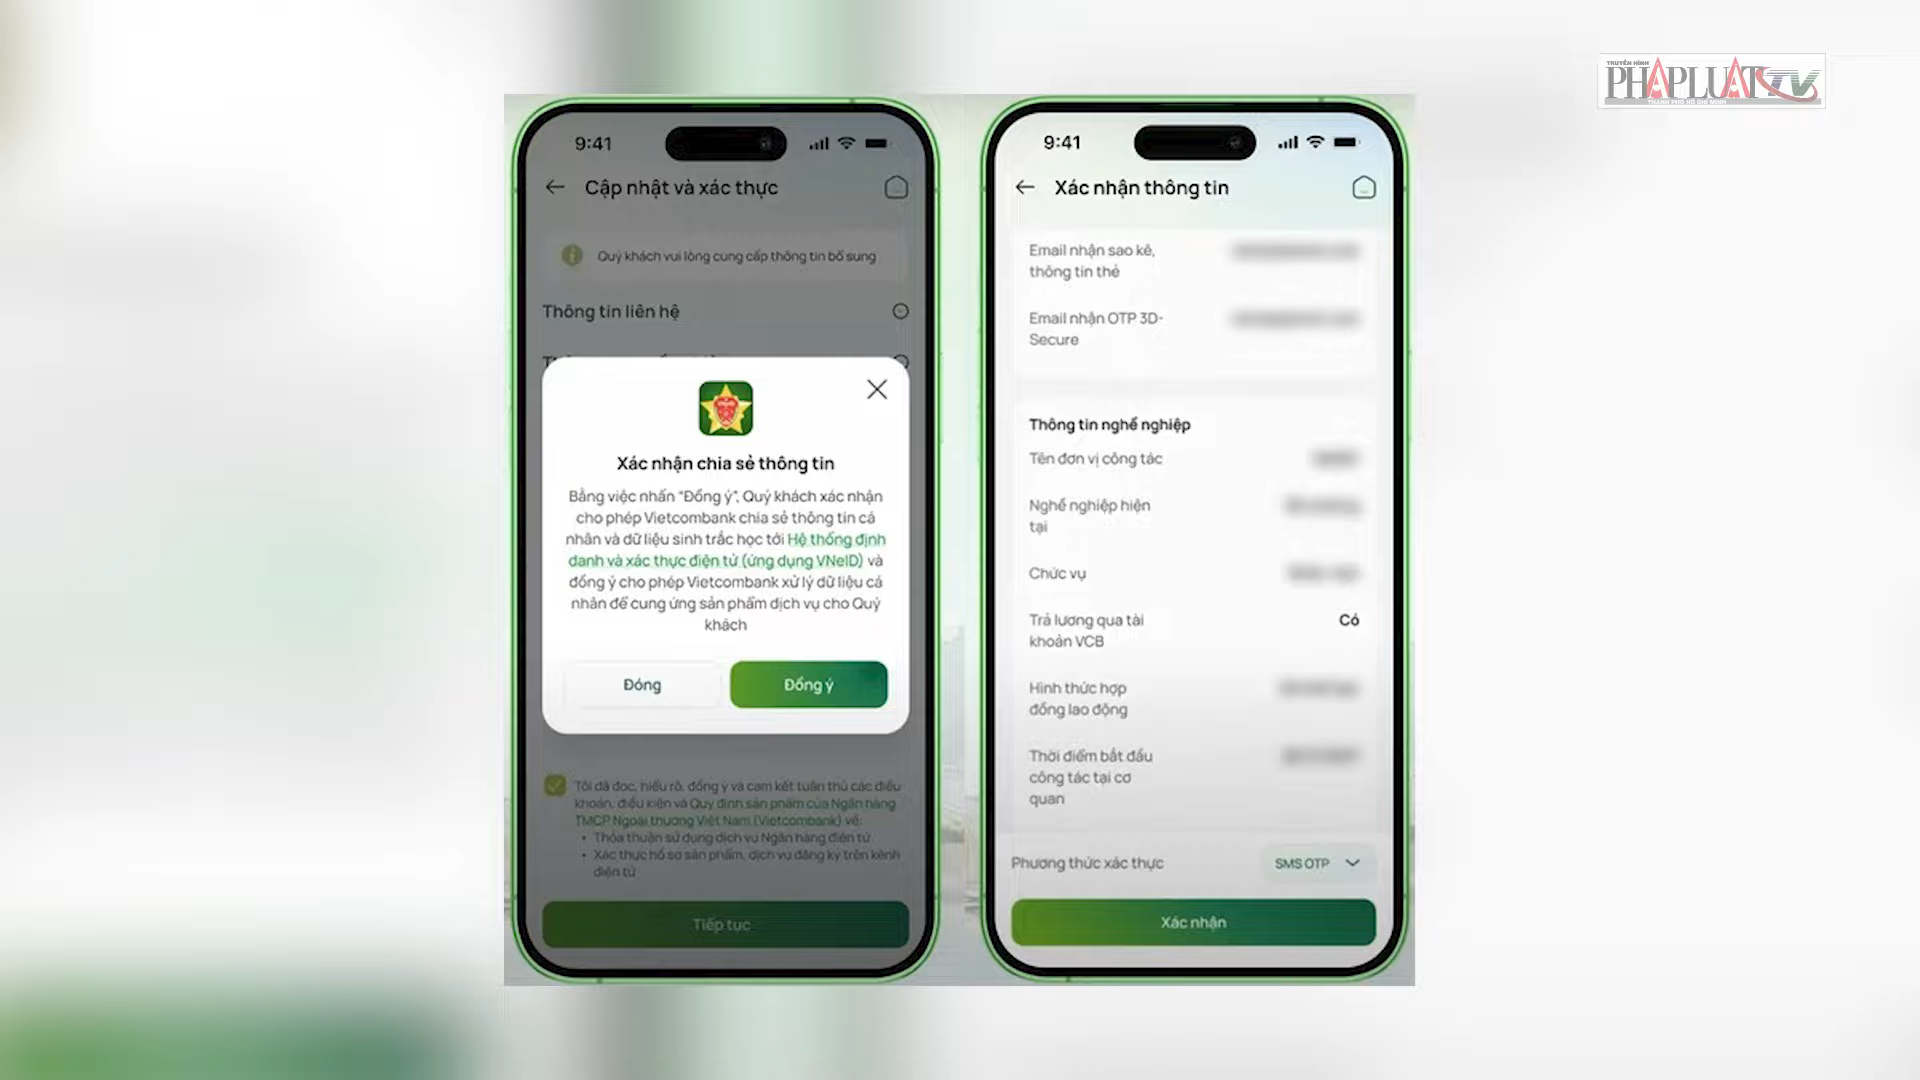 TRUYỀN HÌNH
PHAPLUAT TV
THÀNH PHỐ HỒ CHÍ MINH
9:41
Cập nhật và xác thực
Quý khách vui lòng cung cấp thông tin bổ sung
Thông tin liên hệ
Xác nhận chia sẻ thông tin
Bằng việc nhấn “Đồng ý”, Quý khách xác nhận
cho phép Vietcombank chia sẻ thông tin cá
nhân và dữ liệu sinh trắc học tới Hệ thống định
danh và xác thực điện tử (ứng dụng VNeID) và
đồng ý cho phép Vietcombank xử lý dữ liệu cá
nhân để cung ứng sản phẩm dịch vụ cho Quý
khách
Đóng
Đồng ý
Tôi đã đọc, hiểu rõ, đồng ý và cam kết tuân thủ các điều
khoản, điều kiện và Quy định sản phẩm của Ngân hàng
TMCP Ngoại thương Việt Nam (Vietcombank) về:
• Thỏa thuận sử dụng dịch vụ Ngân hàng điện tử
• Xác thực hồ sơ sản phẩm, dịch vụ đăng ký trên kênh
điện tử
Tiếp tục
9:41
Xác nhận thông tin
Email nhận sao kê,
thông tin thẻ
Email nhận OTP 3D-
Secure
Thông tin nghề nghiệp
Tên đơn vị công tác
Nghề nghiệp hiện
tại
Chức vụ
Trả lương qua tài
khoản VCB
Có
Hình thức hợp
đồng lao động
Thời điểm bắt đầu
công tác tại cơ
quan
Phương thức xác thực
SMS OTP
Xác nhận